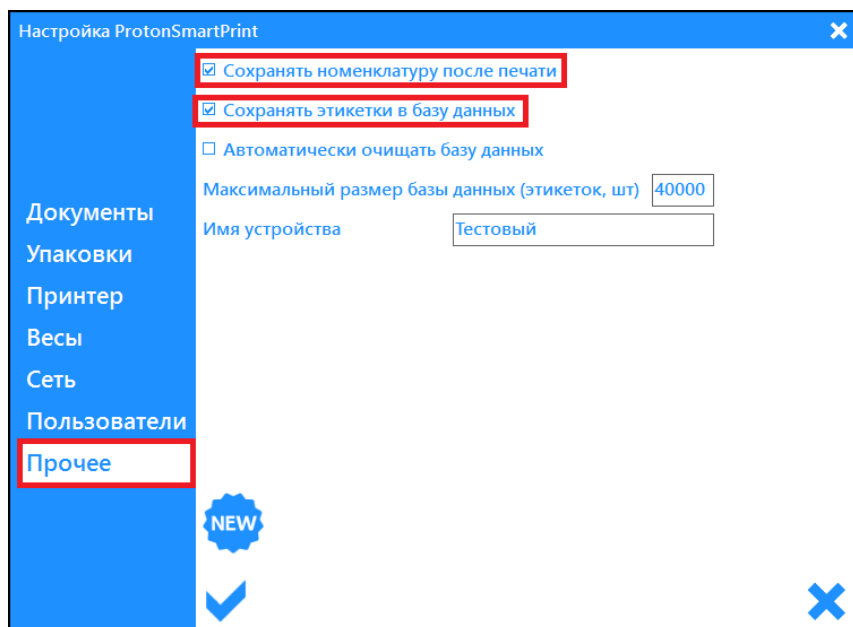 Настройка ProtonSmartPrint
Сохранять номенклатуру после печати
Сохранять этикетки в базу данных
Автоматически очищать базу данных
Максимальный размер базы данных (этикеток, шт) 40000
Имя устройства Тестовый
Документы
Упаковки
Принтер
Весы
Сеть
Пользователи
Прочее
NEW